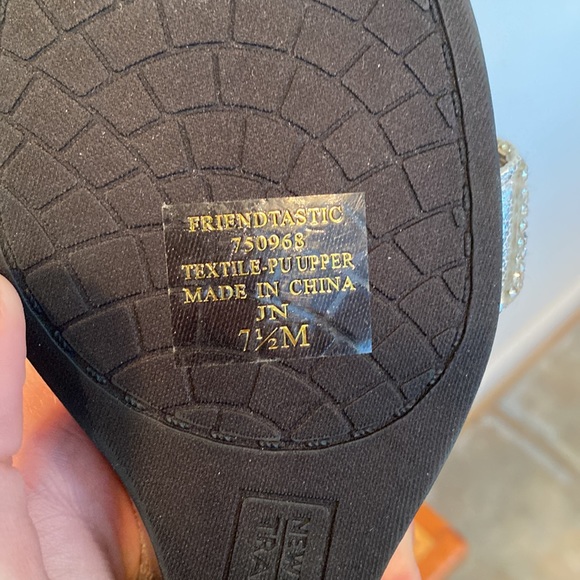 FRIENDTASTIC
750968
TEXTILE-PU UPPER
MADE IN CHINA
JN
7½M
NEW
TRA